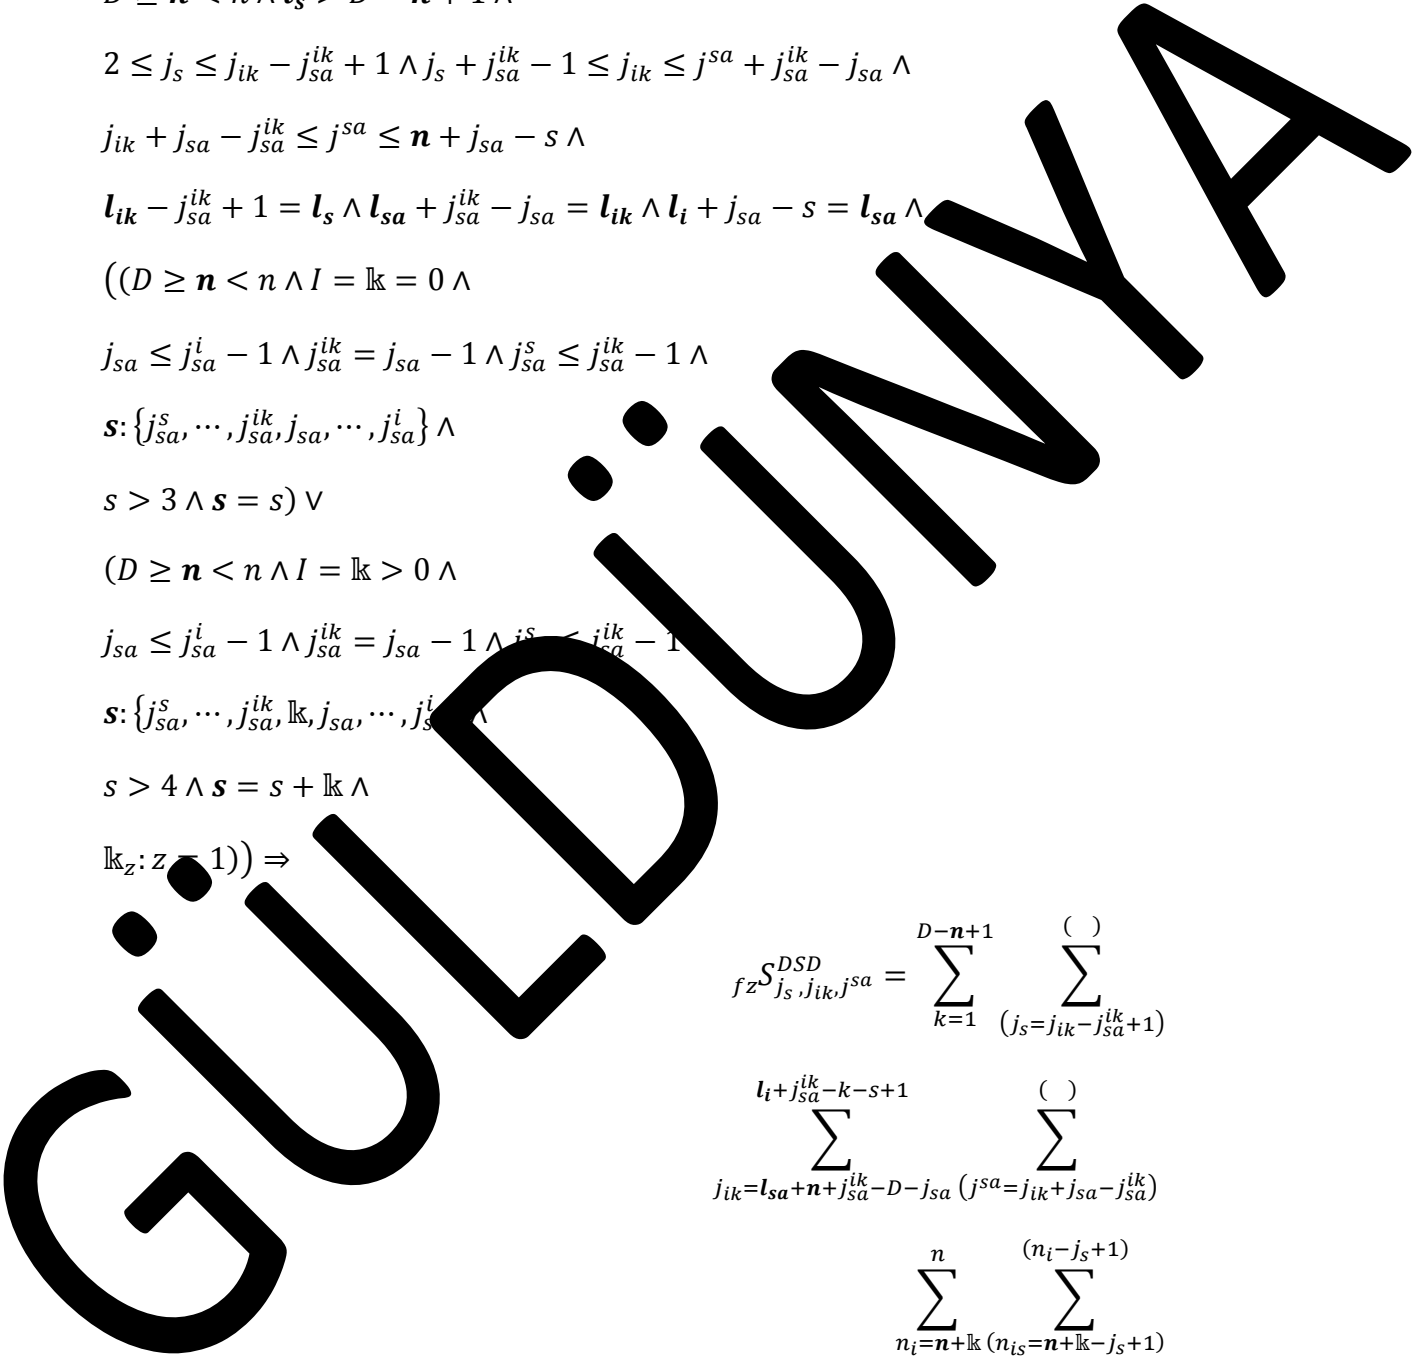 2 ≤ j_s ≤ j_{ik} − j_{sa}^{ik} + 1 ∧ j_s + j_{sa}^{ik} − 1 ≤ j_{ik} ≤ j^{sa} + j_{sa}^{ik} − j_{sa} ∧
j_{ik} + j_{sa} − j_{sa}^{ik} ≤ j^{sa} ≤ n + j_{sa} − s ∧
l_{ik} − j_{sa}^{ik} + 1 = l_s ∧ l_{sa} + j_{sa}^{ik} − j_{sa} = l_{ik} ∧ l_i + j_{sa} − s = l_{sa} ∧
((D ≥ n < n ∧ I = 𝕜 = 0 ∧
j_{sa} ≤ j_{sa}^i − 1 ∧ j_{sa}^{ik} = j_{sa} − 1 ∧ j_{sa}^s ≤ j_{sa}^{ik} − 1 ∧
s: {j_{sa}^s, ⋯, j_{sa}^{ik}, j_{sa}, ⋯, j_{sa}^i} ∧
s > 3 ∧ s = s) ∨
(D ≥ n < n ∧ I = 𝕜 > 0 ∧
j_{sa} ≤ j_{sa}^i − 1 ∧ j_{sa}^{ik} = j_{sa} − 1 ∧ j_{sa}^s ≤ j_{sa}^{ik} − 1
s: {j_{sa}^s, ⋯, j_{sa}^{ik}, 𝕜, j_{sa}, ⋯, j_s^i ∧
s > 4 ∧ s = s + 𝕜 ∧
𝕜_z: z = 1)) ⇒
_{fz}S_{j_s, j_{ik}, j^{sa}}^{DSD} = ∑_{k=1}^{D−n+1} ∑_{(j_s=j_{ik}−j_{sa}^{ik}+1)}^{( )}
∑_{j_{ik}=l_{sa}+n+j_{sa}^{ik}−D−j_{sa}}^{l_i+j_{sa}^{ik}−k−s+1} ∑_{(j^{sa}=j_{ik}+j_{sa}−j_{sa}^{ik})}^{( )}
∑_{n_i=n+𝕜}^{n} ∑_{(n_{is}=n+𝕜−j_s+1)}^{(n_i−j_s+1)}
GÜLDÜNYA